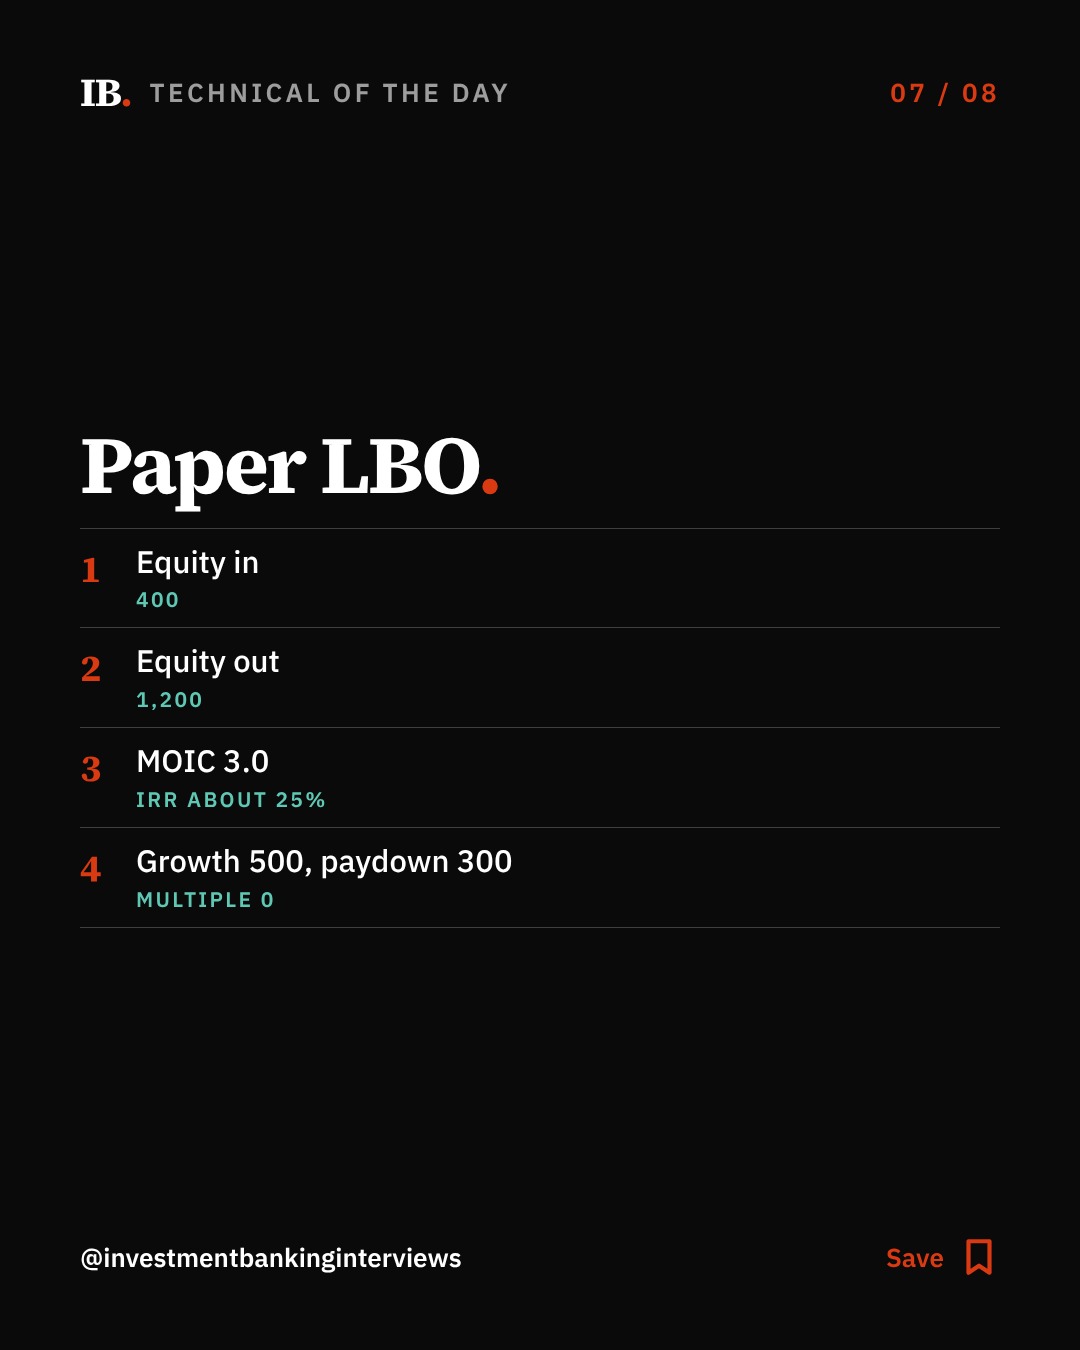 IB. TECHNICAL OF THE DAY 07 / 08
Paper LBO.
1 Equity in
400
2 Equity out
1,200
3 MOIC 3.0
IRR ABOUT 25%
4 Growth 500, paydown 300
MULTIPLE 0
@investmentbankinginterviews Save